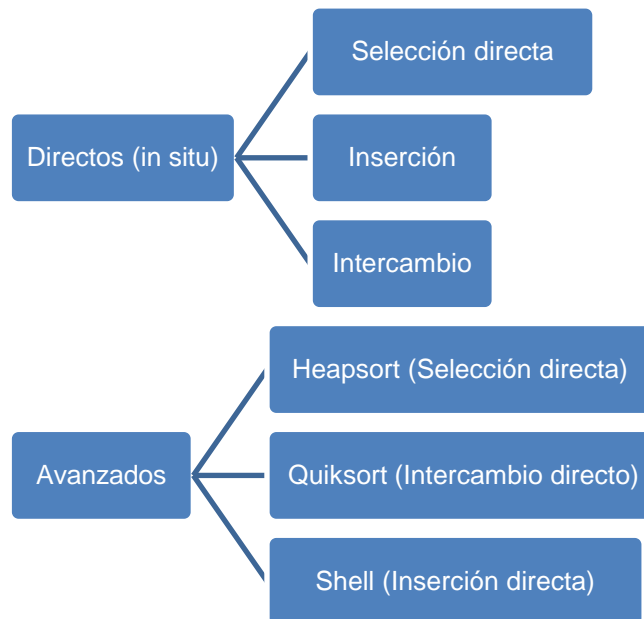 Selección directa
Directos (in situ)
Inserción
Intercambio
Heapsort (Selección directa)
Avanzados
Quiksort (Intercambio directo)
Shell (Inserción directa)